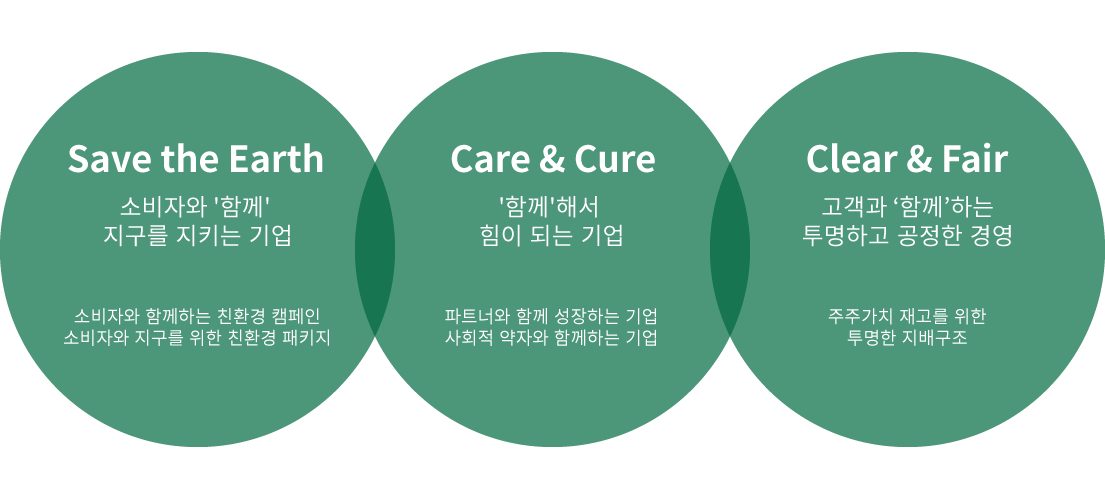 Save the Earth
소비자와 '함께'
지구를 지키는 기업
소비자와 함께하는 친환경 캠페인
소비자와 지구를 위한 친환경 패키지
Care & Cure
'함께'해서
힘이 되는 기업
파트너와 함께 성장하는 기업
사회적 약자와 함께하는 기업
Clear & Fair
고객과 ‘함께’하는
투명하고 공정한 경영
주주가치 재고를 위한
투명한 지배구조